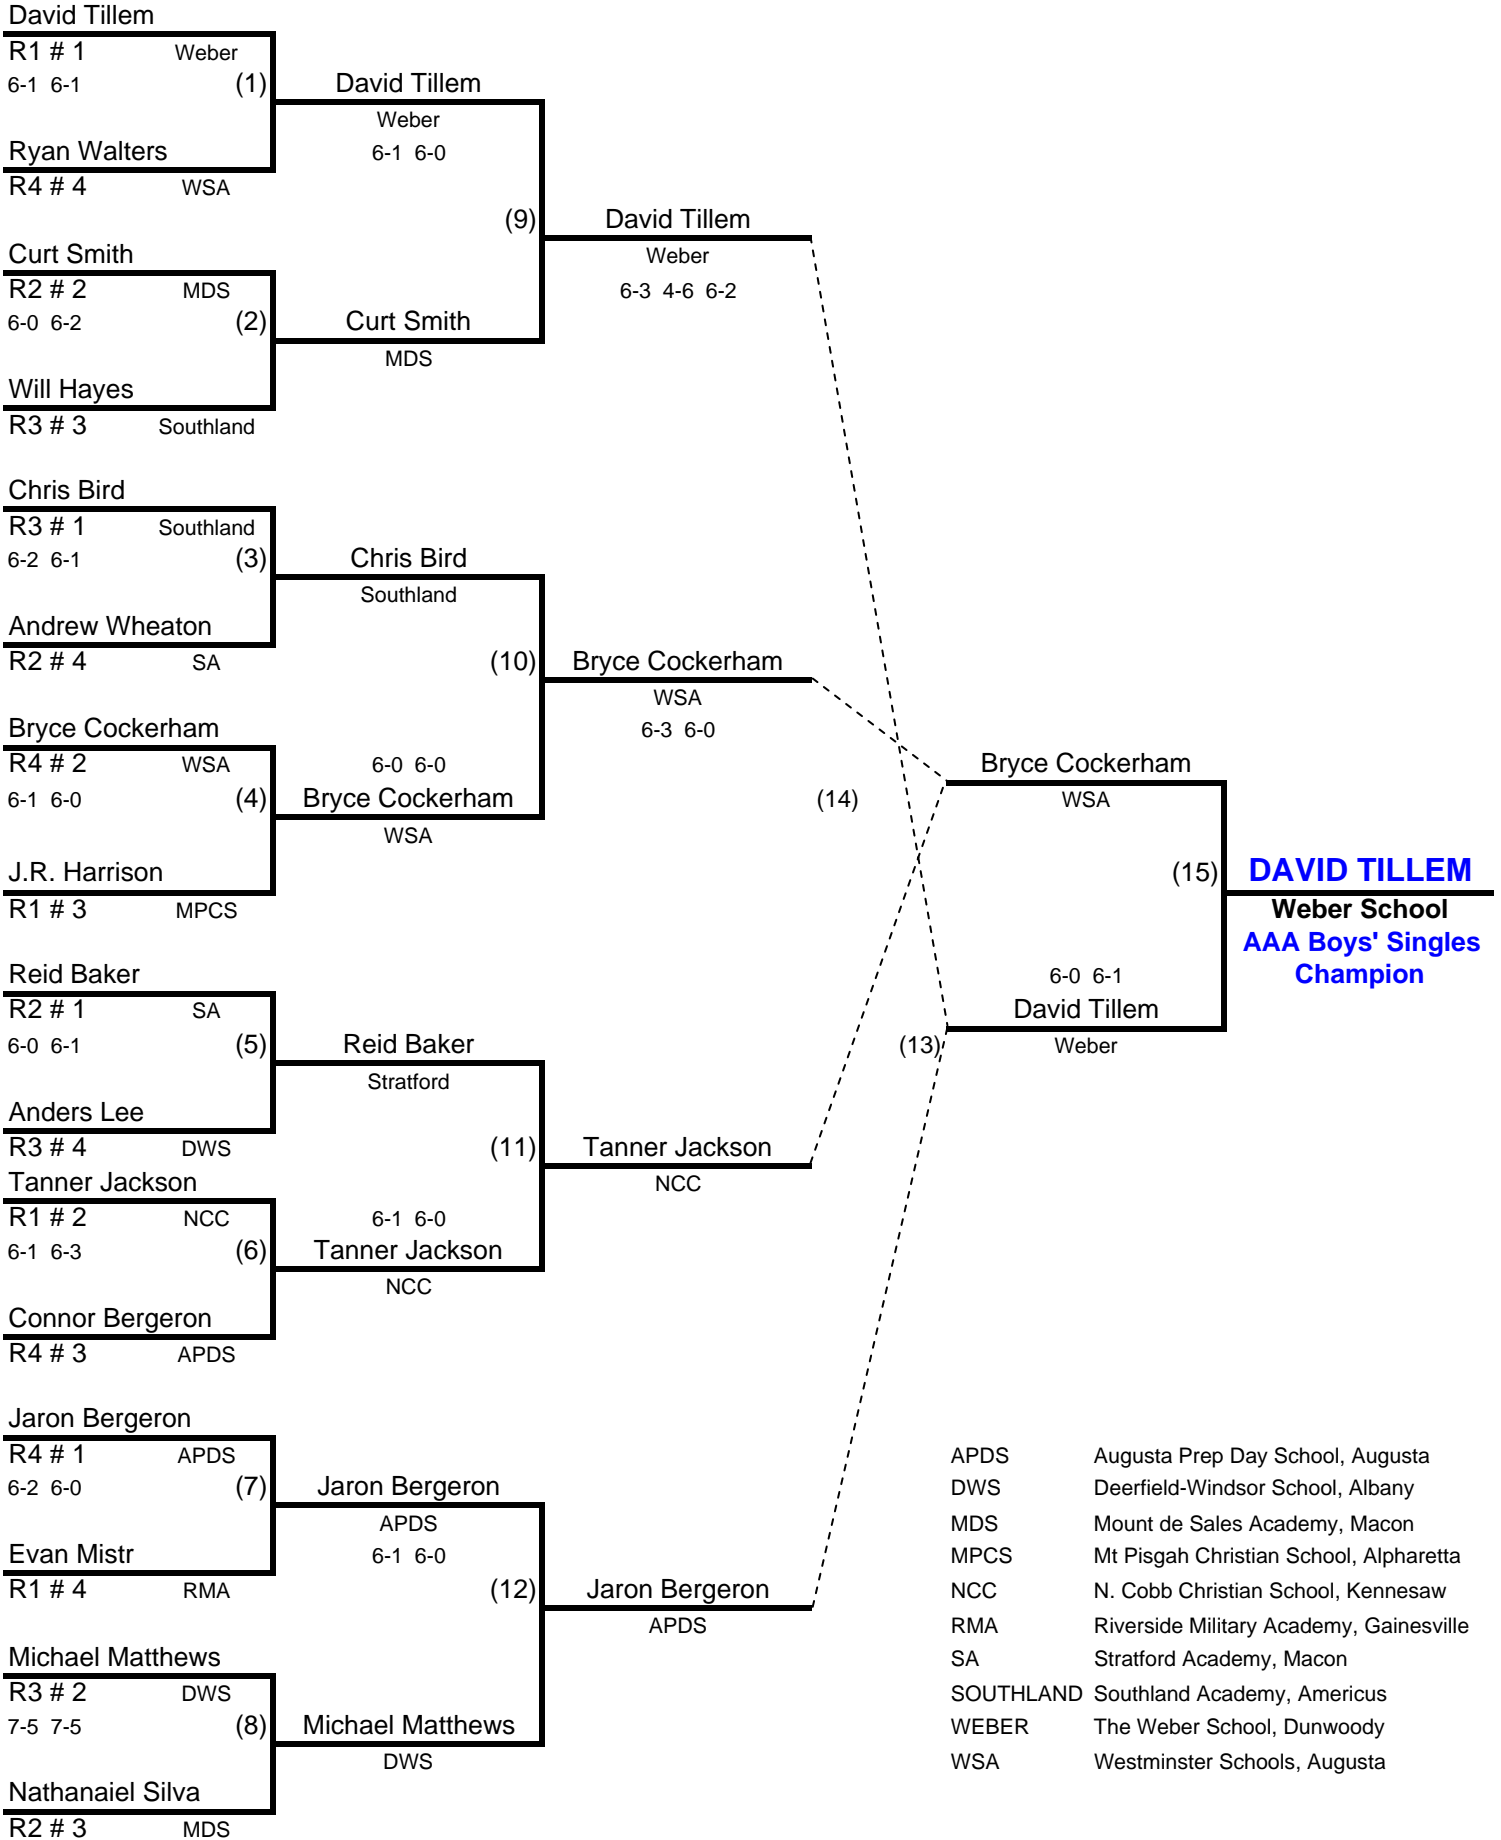 David Tillem
R1 # 1 Weber
6-1 6-1 (1)
Ryan Walters
R4 # 4 WSA
Curt Smith
R2 # 2 MDS
6-0 6-2 (2)
Will Hayes
R3 # 3 Southland
Chris Bird
R3 # 1 Southland
6-2 6-1 (3)
Andrew Wheaton
R2 # 4 SA
Bryce Cockerham
R4 # 2 WSA
6-1 6-0 (4)
J.R. Harrison
R1 # 3 MPCS
Reid Baker
R2 # 1 SA
6-0 6-1 (5)
Anders Lee
R3 # 4 DWS
Tanner Jackson
R1 # 2 NCC
6-1 6-3 (6)
Connor Bergeron
R4 # 3 APDS
Jaron Bergeron
R4 # 1 APDS
6-2 6-0 (7)
Evan Mistr
R1 # 4 RMA
Michael Matthews
R3 # 2 DWS
7-5 7-5 (8)
Nathanaiel Silva
R2 # 3 MDS
David Tillem
Weber
6-1 6-0
(9)
Curt Smith
MDS
Chris Bird
Southland
(10)
6-0 6-0
Bryce Cockerham
WSA
Reid Baker
Stratford
(11)
6-1 6-0
Tanner Jackson
NCC
Jaron Bergeron
APDS
6-1 6-0
(12)
Michael Matthews
DWS
David Tillem
Weber
6-3 4-6 6-2
Bryce Cockerham
WSA
6-3 6-0
(14)
Tanner Jackson
NCC
Jaron Bergeron
APDS
(13)
Bryce Cockerham
WSA
(15)
6-0 6-1
David Tillem
Weber
DAVID TILLEM
Weber School
AAA Boys' Singles
Champion
APDS Augusta Prep Day School, Augusta
DWS Deerfield-Windsor School, Albany
MDS Mount de Sales Academy, Macon
MPCS Mt Pisgah Christian School, Alpharetta
NCC N. Cobb Christian School, Kennesaw
RMA Riverside Military Academy, Gainesville
SA Stratford Academy, Macon
SOUTHLAND Southland Academy, Americus
WEBER The Weber School, Dunwoody
WSA Westminster Schools, Augusta